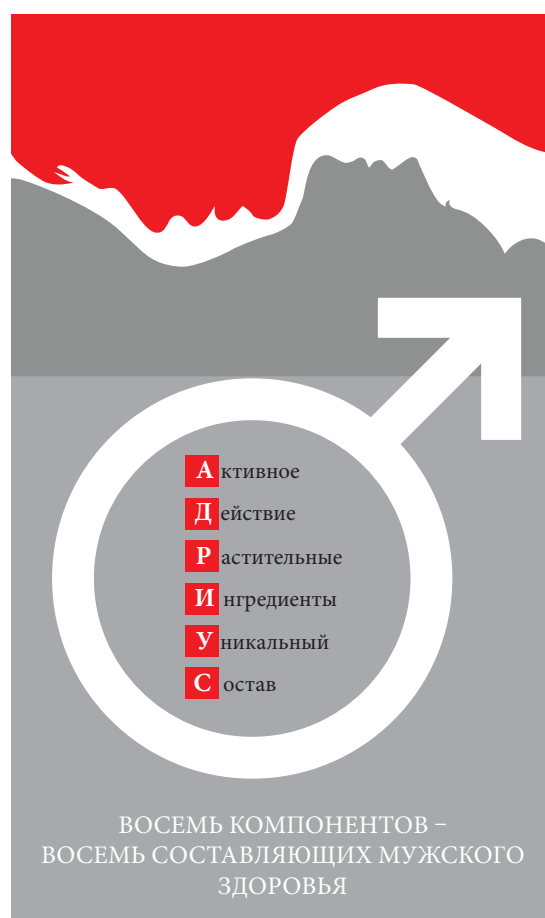 Активное
Действие
Растительные
Ингредиенты
Уникальный
Состав
ВОСЕМЬ КОМПОНЕНТОВ –
ВОСЕМЬ СОСТАВЛЯЮЩИХ МУЖСКОГО
ЗДОРОВЬЯ